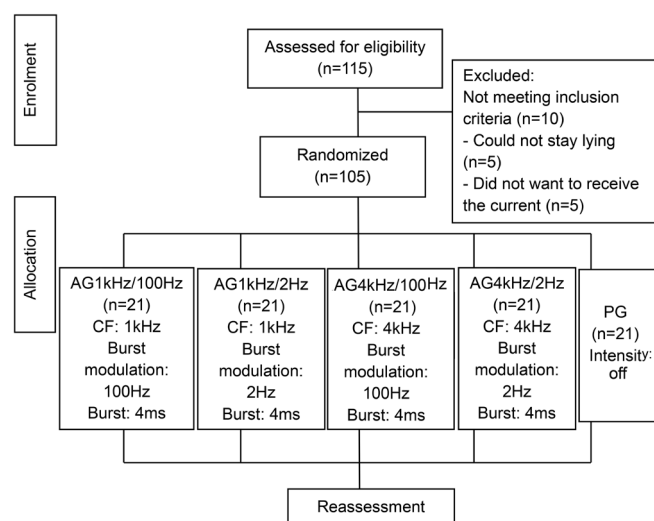 Enrolment
Assessed for eligibility
(n=115)
Excluded:
Not meeting inclusion
criteria (n=10)
- Could not stay lying
(n=5)
- Did not want to receive
the current (n=5)
Randomized
(n=105)
Allocation
AG1kHz/100Hz
(n=21)
CF: 1kHz
Burst
modulation:
100Hz
Burst: 4ms
AG1kHz/2Hz
(n=21)
CF: 1kHz
Burst
modulation:
2Hz
Burst: 4ms
AG4kHz/100Hz
(n=21)
CF: 4kHz
Burst
modulation:
100Hz
Burst: 4ms
AG4kHz/2Hz
(n=21)
CF: 4kHz
Burst
modulation:
2Hz
Burst: 4ms
PG
(n=21)
Intensity:
off
Reassessment